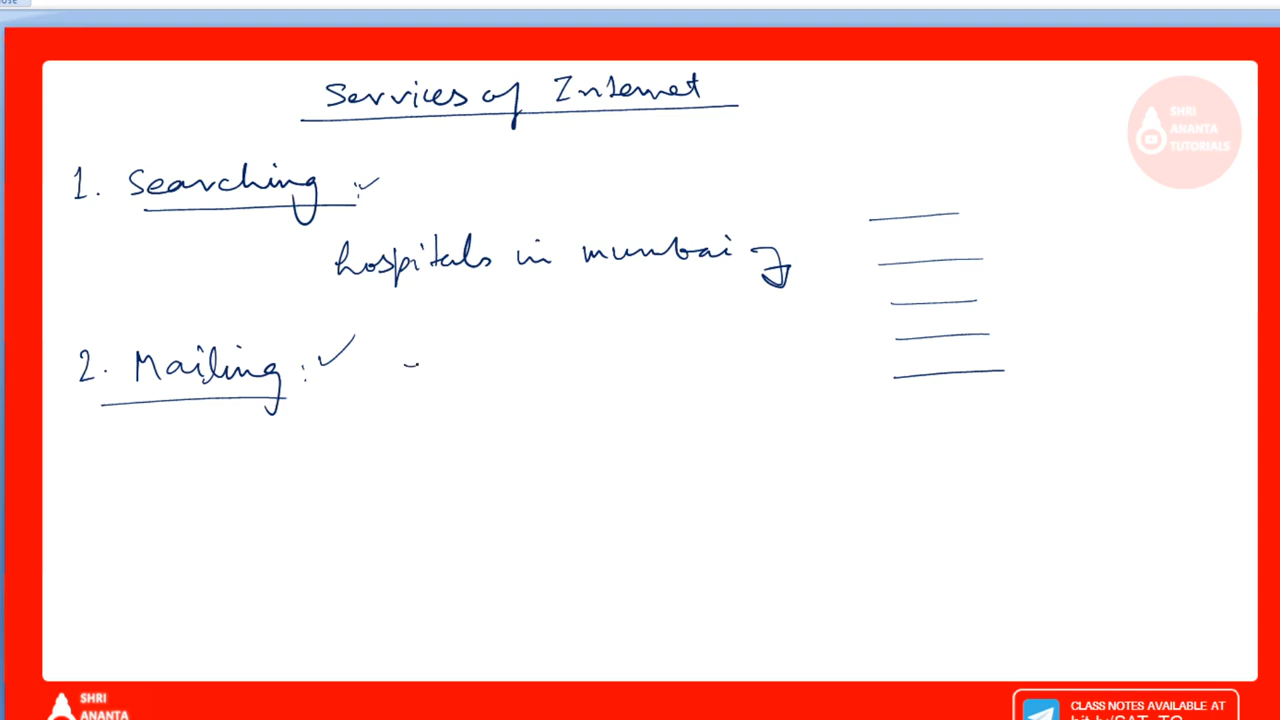 Services of Internet
SHRI
ANANTA
TUTORIALS
1. Searching :
hospitals in mumbai
2. Mailing :
SHRI
ANANTA
CLASS NOTES AVAILABLE AT